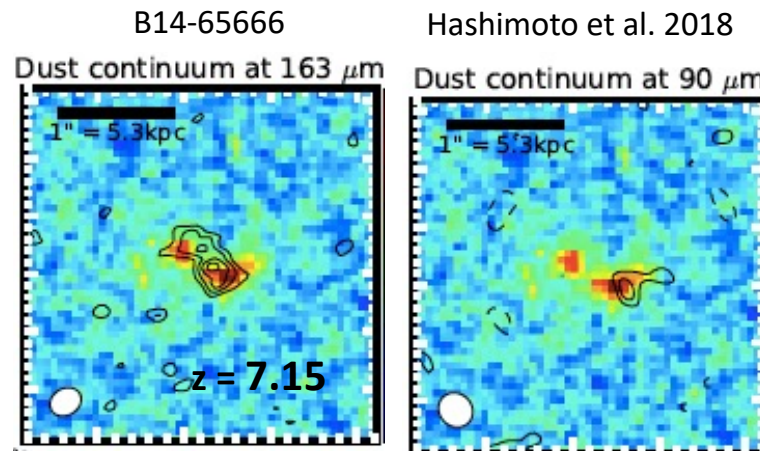 B14-65666
Hashimoto et al. 2018
Dust continuum at 163 μm
Dust continuum at 90 μm
1" = 5.3kpc
1" = 5.3kpc
z = 7.15